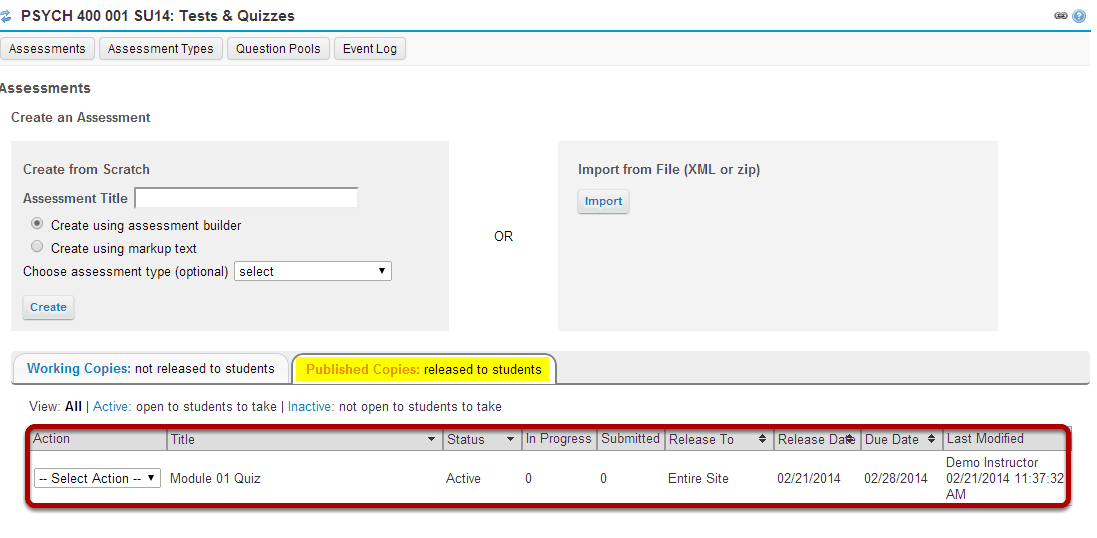 PSYCH 400 001 SU14: Tests & Quizzes
Assessments Assessment Types Question Pools Event Log
Assessments
Create an Assessment
Create from Scratch
Assessment Title
Create using assessment builder
Create using markup text
Choose assessment type (optional) select
Create
OR
Import from File (XML or zip)
Import
Working Copies: not released to students Published Copies: released to students
View: All | Active: open to students to take | Inactive: not open to students to take
Action Title Status In Progress Submitted Release To Release Date Due Date Last Modified
-- Select Action -- Module 01 Quiz Active 0 0 Entire Site 02/21/2014 02/28/2014 Demo Instructor
02/21/2014 11:37:32
AM